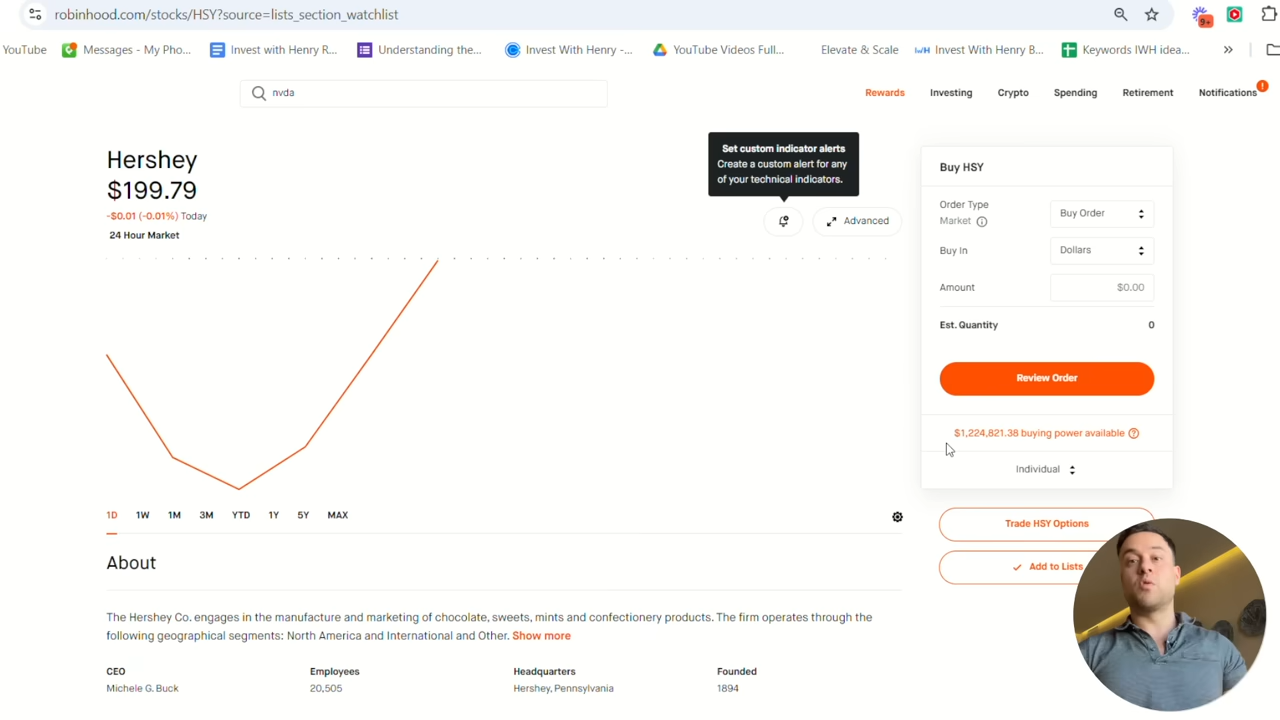 robinhood.com/stocks/HSY?source=lists_section_watchlist
9+
YouTube
Messages - My Pho...
Invest with Henry R...
Understanding the...
Invest With Henry -...
YouTube Videos Full...
Elevate & Scale
IWH Invest With Henry B...
Keywords IWH idea...
nvda
Rewards
Investing
Crypto
Spending
Retirement
Notifications
Hershey
$199.79
-$0.01 (-0.01%) Today
24 Hour Market
Set custom indicator alerts
Create a custom alert for any
of your technical indicators.
Advanced
1D
1W
1M
3M
YTD
1Y
5Y
MAX
About
The Hershey Co. engages in the manufacture and marketing of chocolate, sweets, mints and confectionery products. The firm operates through the
following geographical segments: North America and International and Other. Show more
CEO
Michele G. Buck
Employees
20,505
Headquarters
Hershey, Pennsylvania
Founded
1894
Buy HSY
Order Type
Market
Buy Order
Buy In
Dollars
Amount
$0.00
Est. Quantity
0
Review Order
$1,224,821.38 buying power available
Individual
Trade HSY Options
Add to Lists